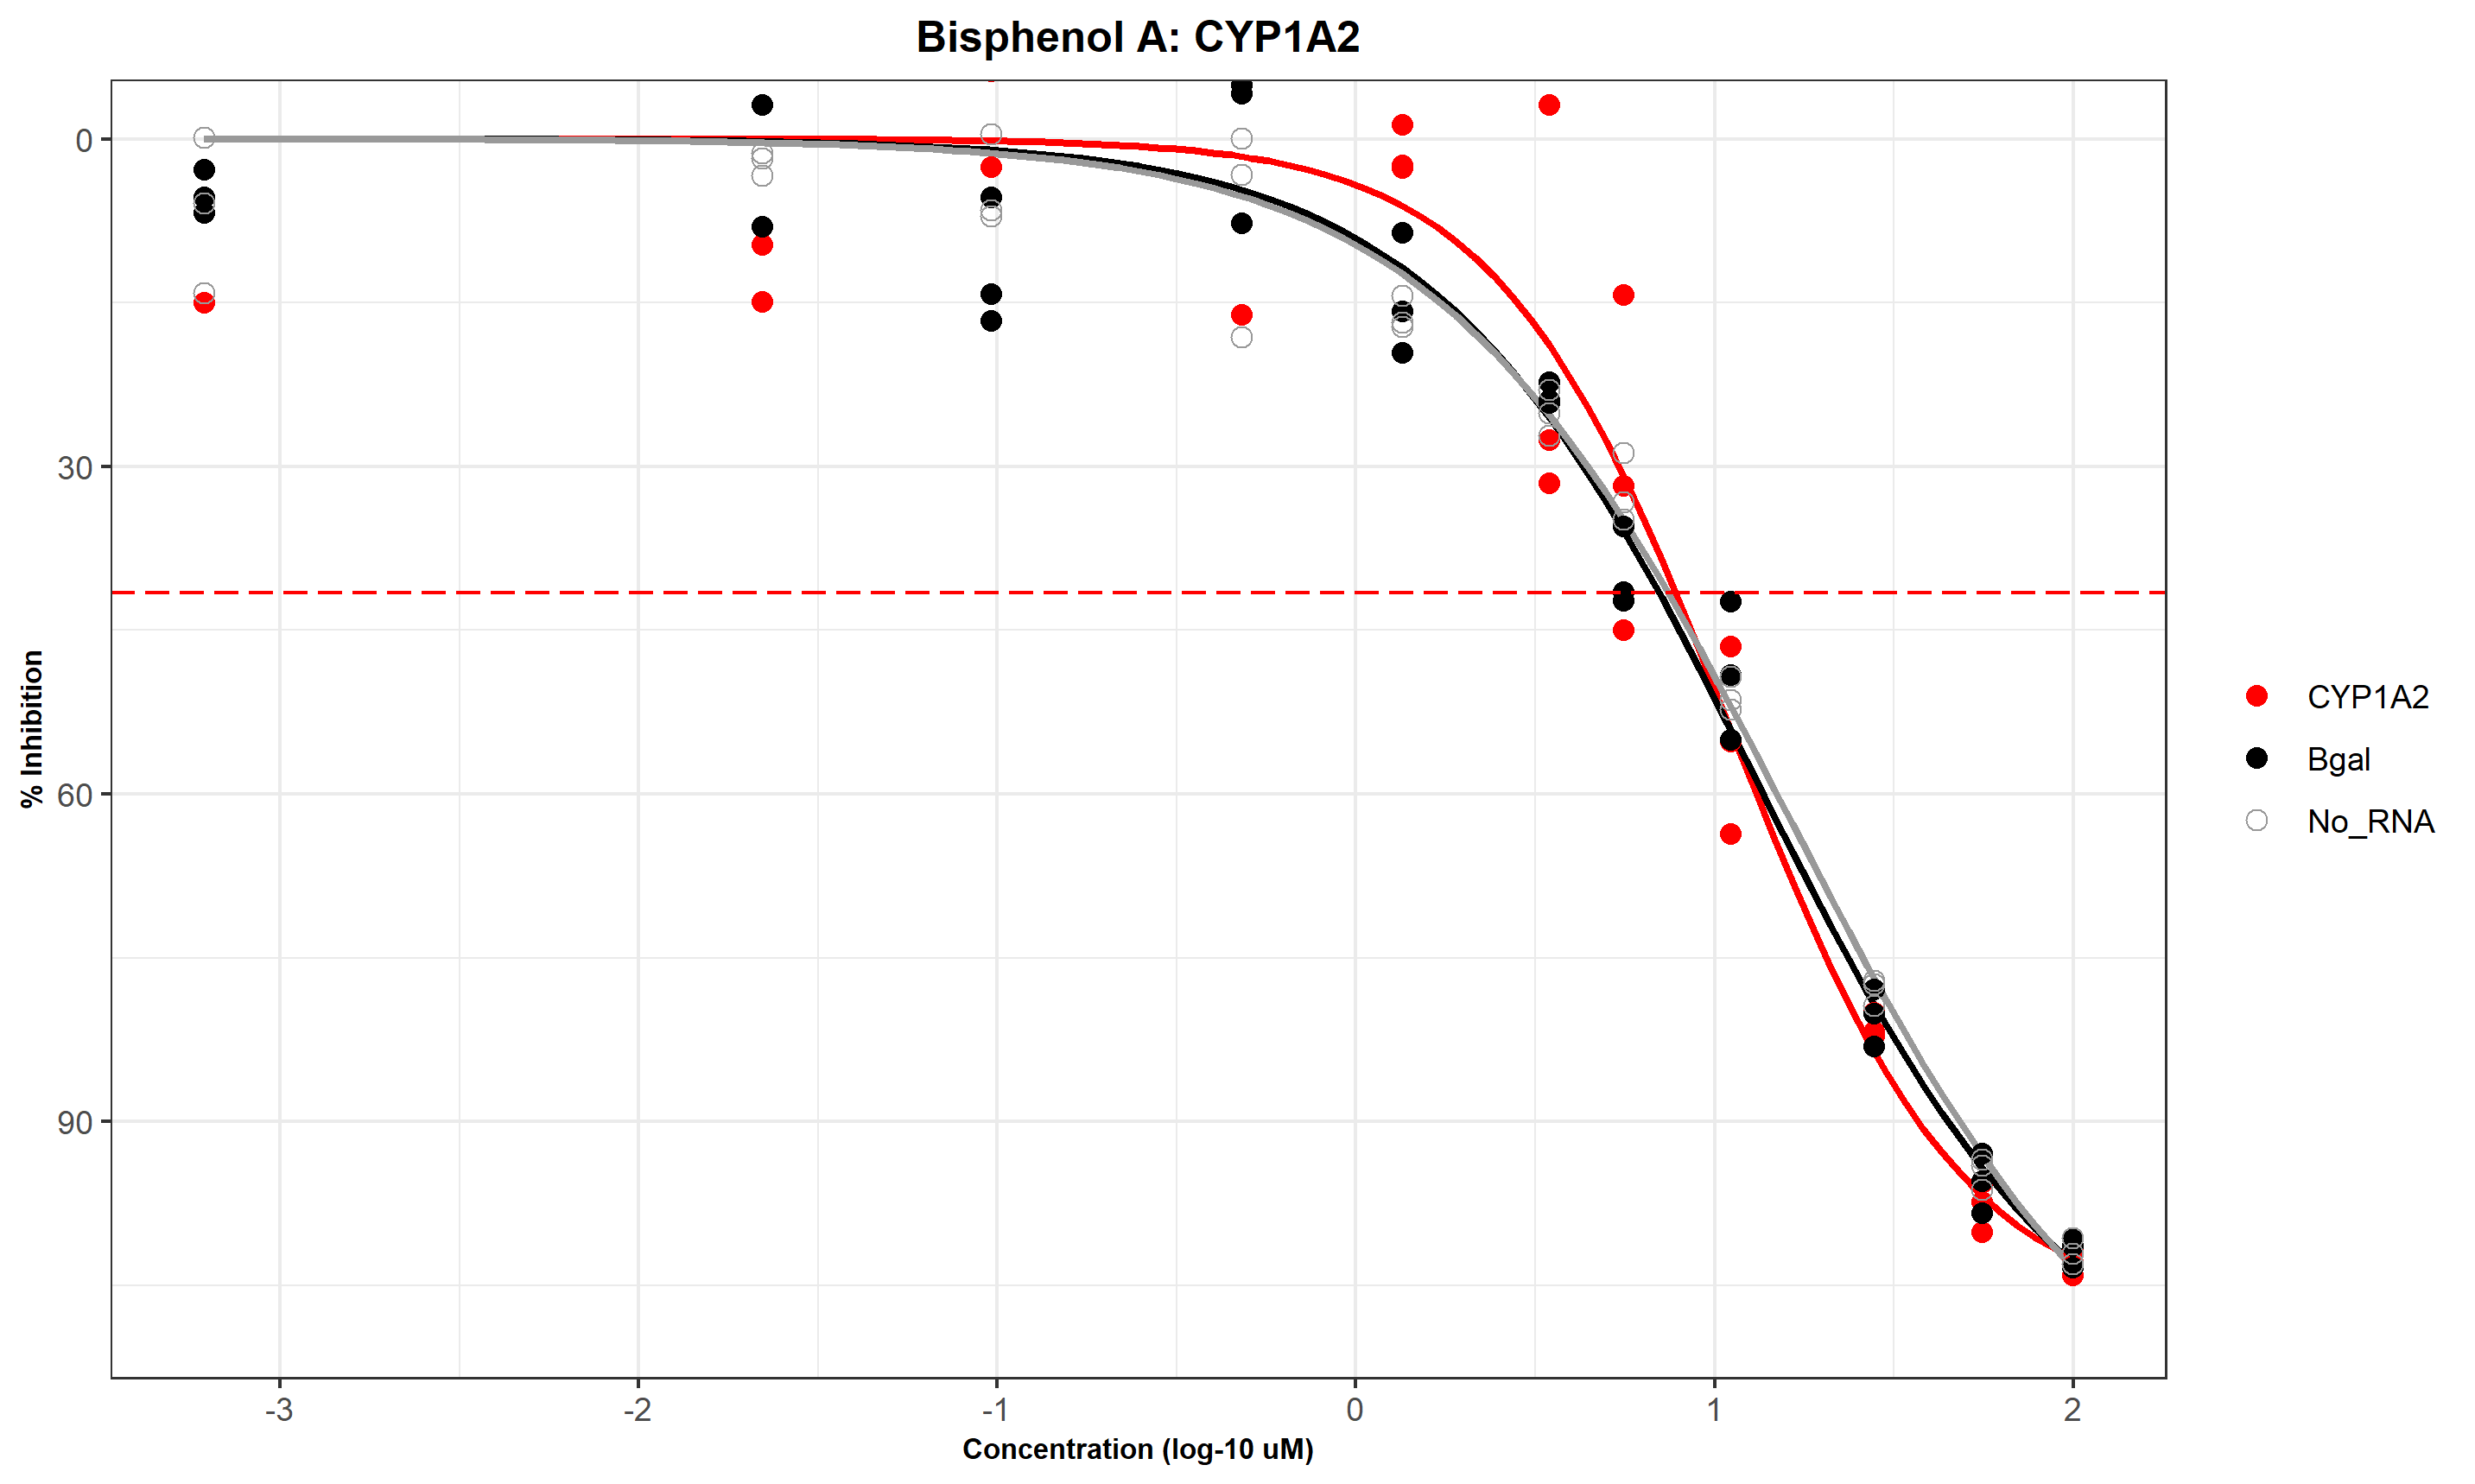 Bisphenol A: CYP1A2
% Inhibition
0
30
60
90
-3
-2
-1
0
1
2
Concentration (log-10 uM)
CYP1A2
Bgal
No_RNA